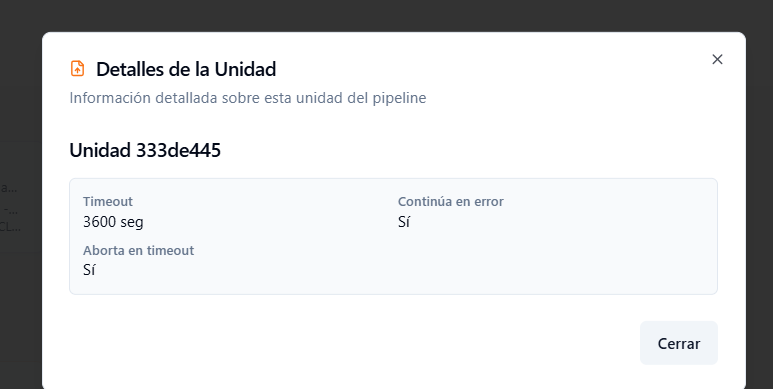 Detalles de la Unidad
Información detallada sobre esta unidad del pipeline
Unidad 333de445
Timeout
3600 seg
Continúa en error
Sí
Aborta en timeout
Sí
Cerrar